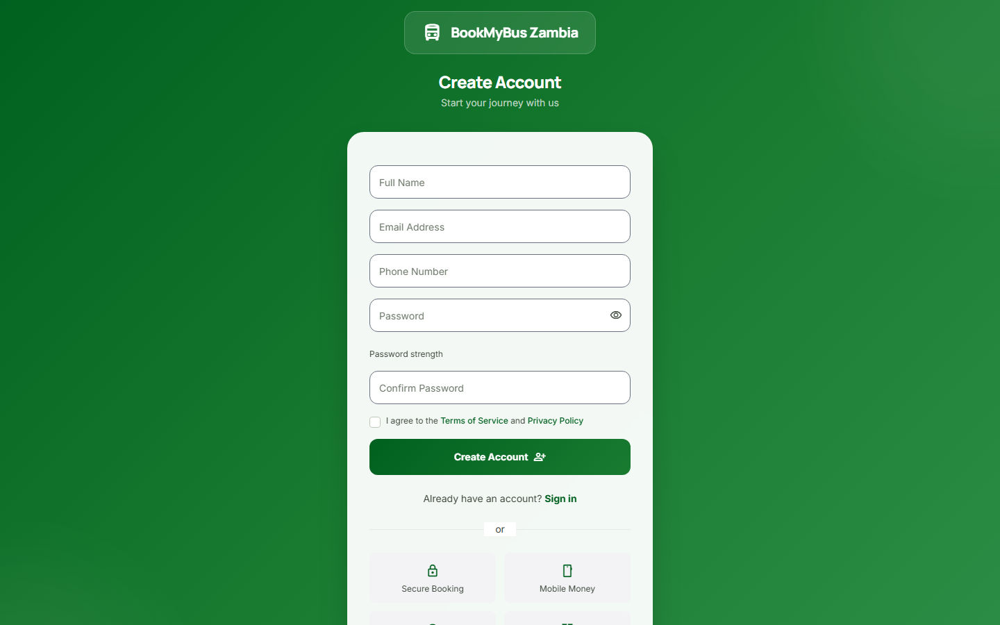 BookMyBus Zambia
Create Account
Start your journey with us
Full Name
Email Address
Phone Number
Password
Password strength
Confirm Password
I agree to the Terms of Service and Privacy Policy
Create Account
Already have an account? Sign in
or
Secure Booking
Mobile Money